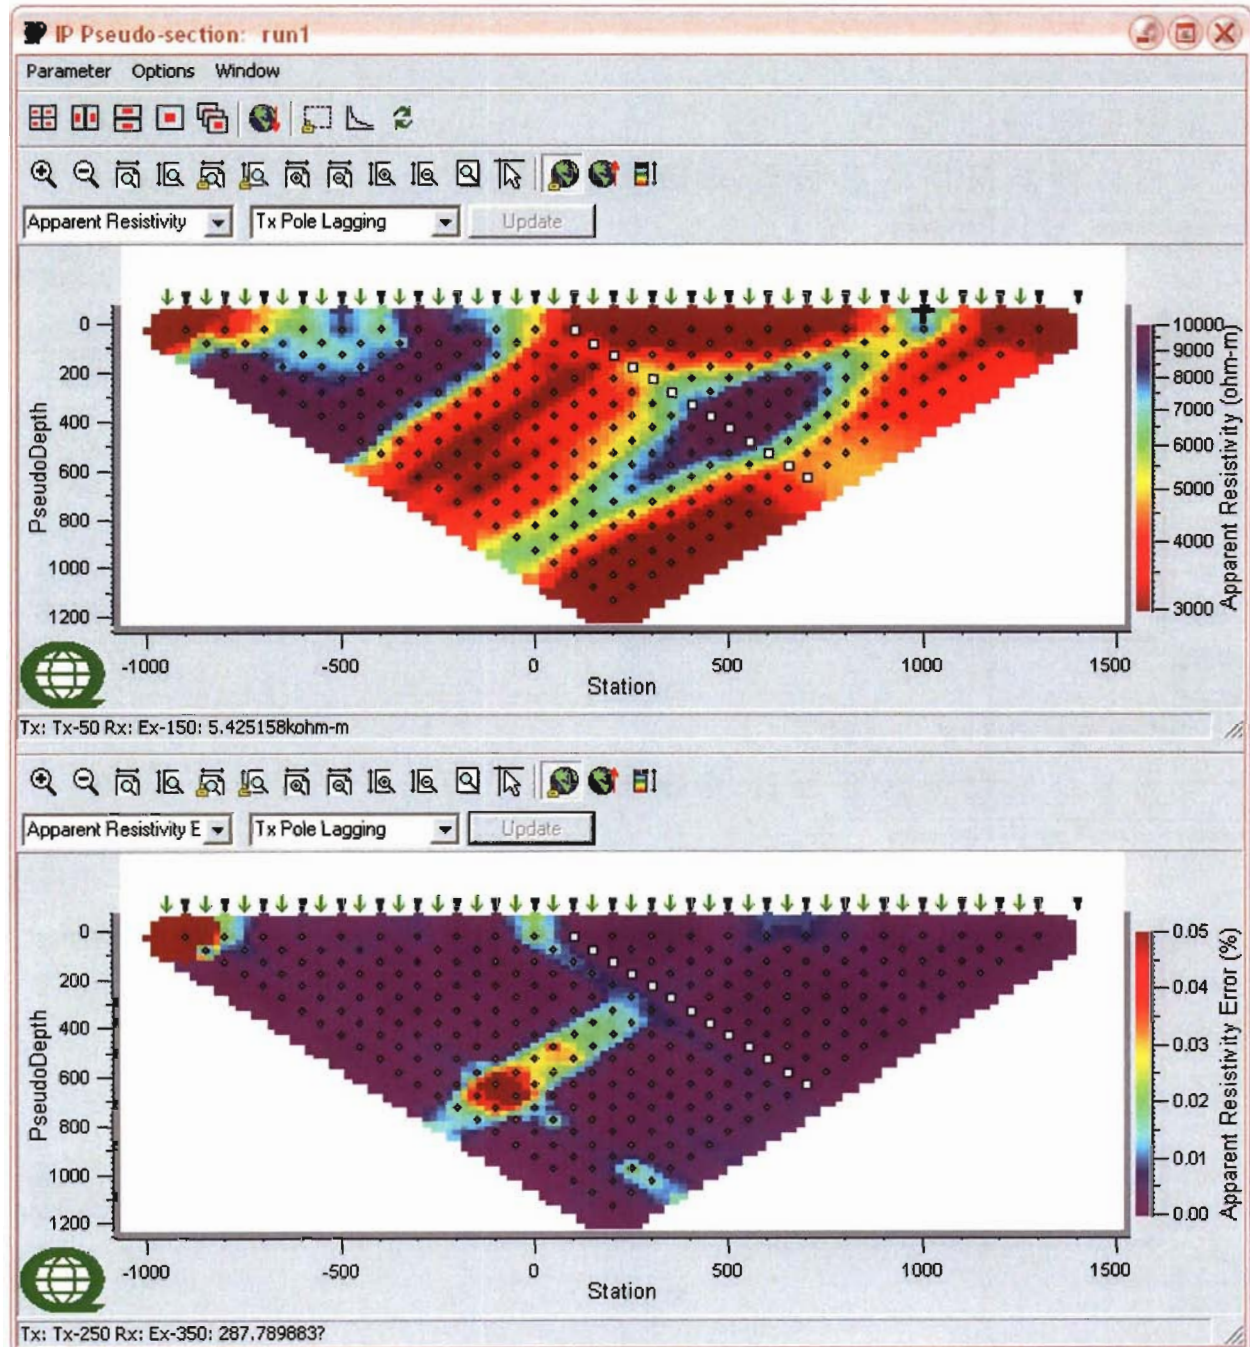 IP Pseudo-section: run1
Parameter Options Window
Apparent Resistivity
Tx Pole Lagging
Update
PseudoDepth
0
200
400
600
800
1000
1200
-1000
-500
0
500
1000
1500
Station
10000
9000
8000
7000
6000
5000
4000
3000
Apparent Resistivity (ohm-m)
Tx: Tx-50 Rx: Ex-150: 5.425158kohm-m
Apparent Resistivity E
Tx Pole Lagging
Update
PseudoDepth
0
200
400
600
800
1000
1200
-1000
-500
0
500
1000
1500
Station
0.05
0.04
0.03
0.02
0.01
0.00
Apparent Resistivity Error (%)
Tx: Tx-250 Rx: Ex-350: 287.789883?